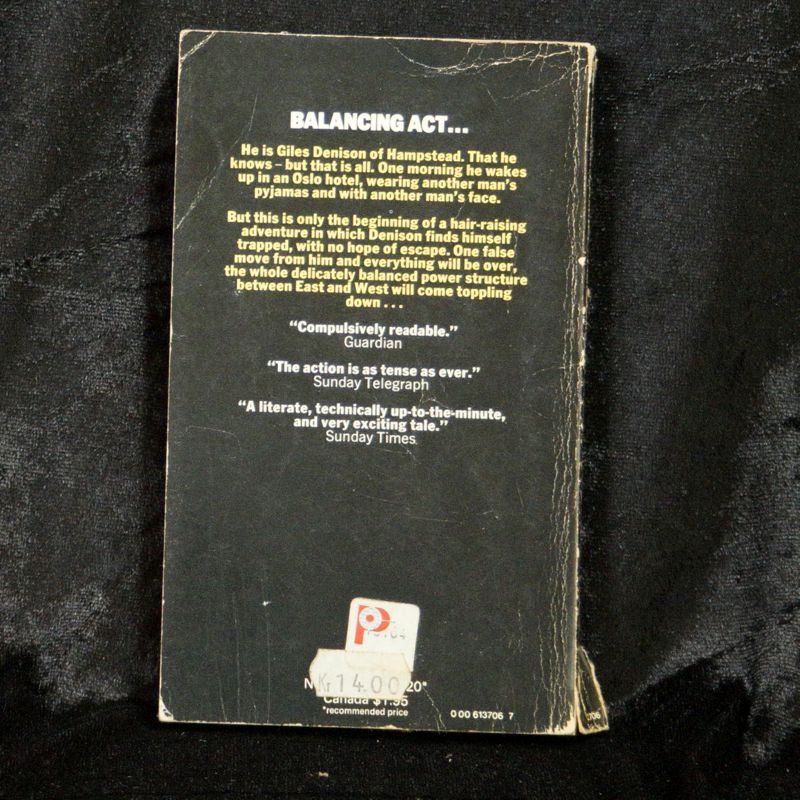 BALANCING ACT...
He is Giles Denison of Hampstead. That he
knows – but that is all. One morning he wakes
up in an Oslo hotel, wearing another man's
pyjamas and with another man's face.
But this is only the beginning of a hair-raising
adventure in which Denison finds himself
trapped, with no hope of escape. One false
move from him and everything will be over,
the whole delicately balanced power structure
between East and West will come toppling
down . . .
“Compulsively readable.”
Guardian
“The action is as tense as ever.”
Sunday Telegraph
“A literate, technically up-to-the-minute,
and very exciting tale.”
Sunday Times
P
Kr 14.00
N 20*
Canada $1.95
*recommended price
0 00 613706 7
706